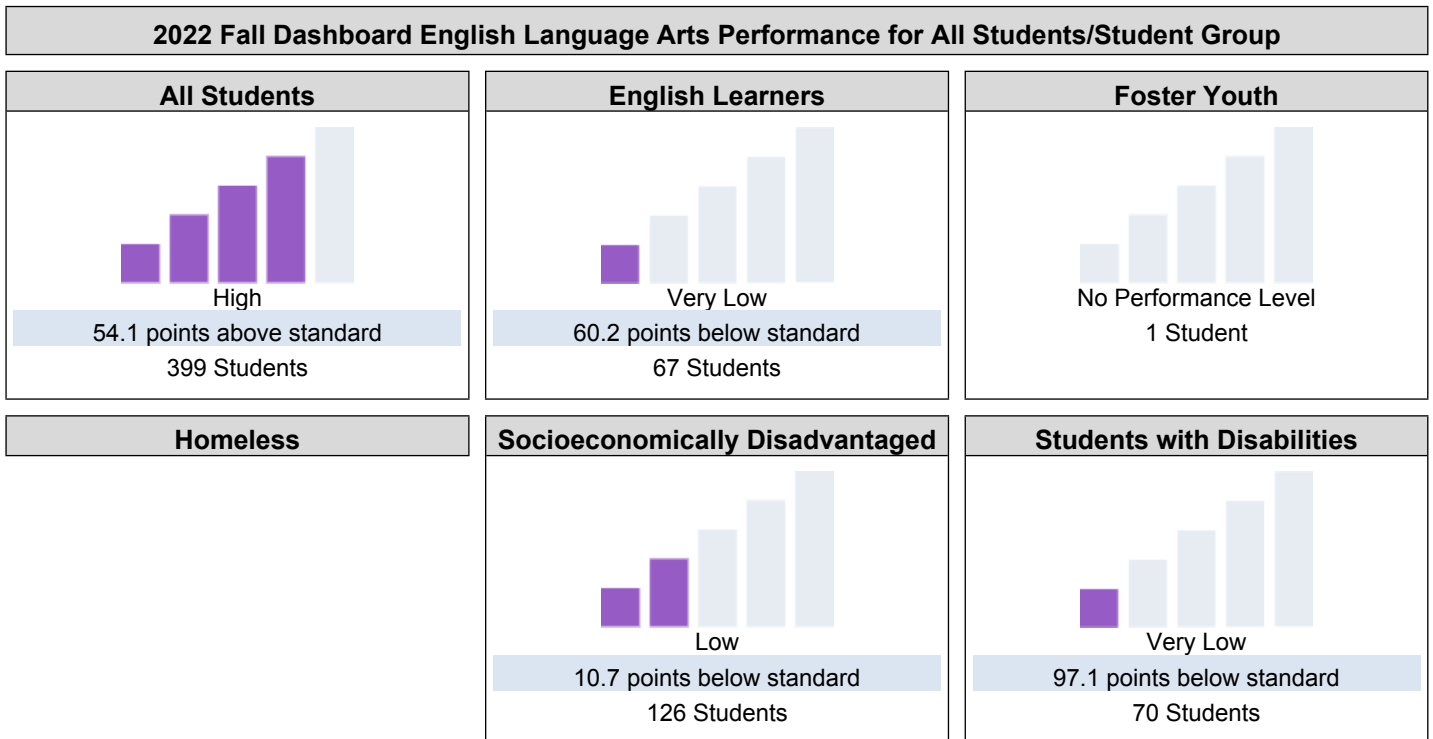 2022 Fall Dashboard English Language Arts Performance for All Students/Student Group
All Students
High
54.1 points above standard
399 Students
English Learners
Very Low
60.2 points below standard
67 Students
Foster Youth
No Performance Level
1 Student
Homeless
Socioeconomically Disadvantaged
Low
10.7 points below standard
126 Students
Students with Disabilities
Very Low
97.1 points below standard
70 Students